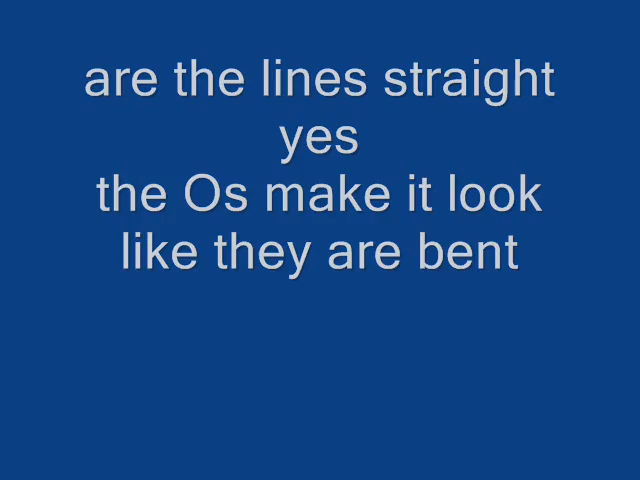 are the lines straight
yes
the Os make it look
like they are bent